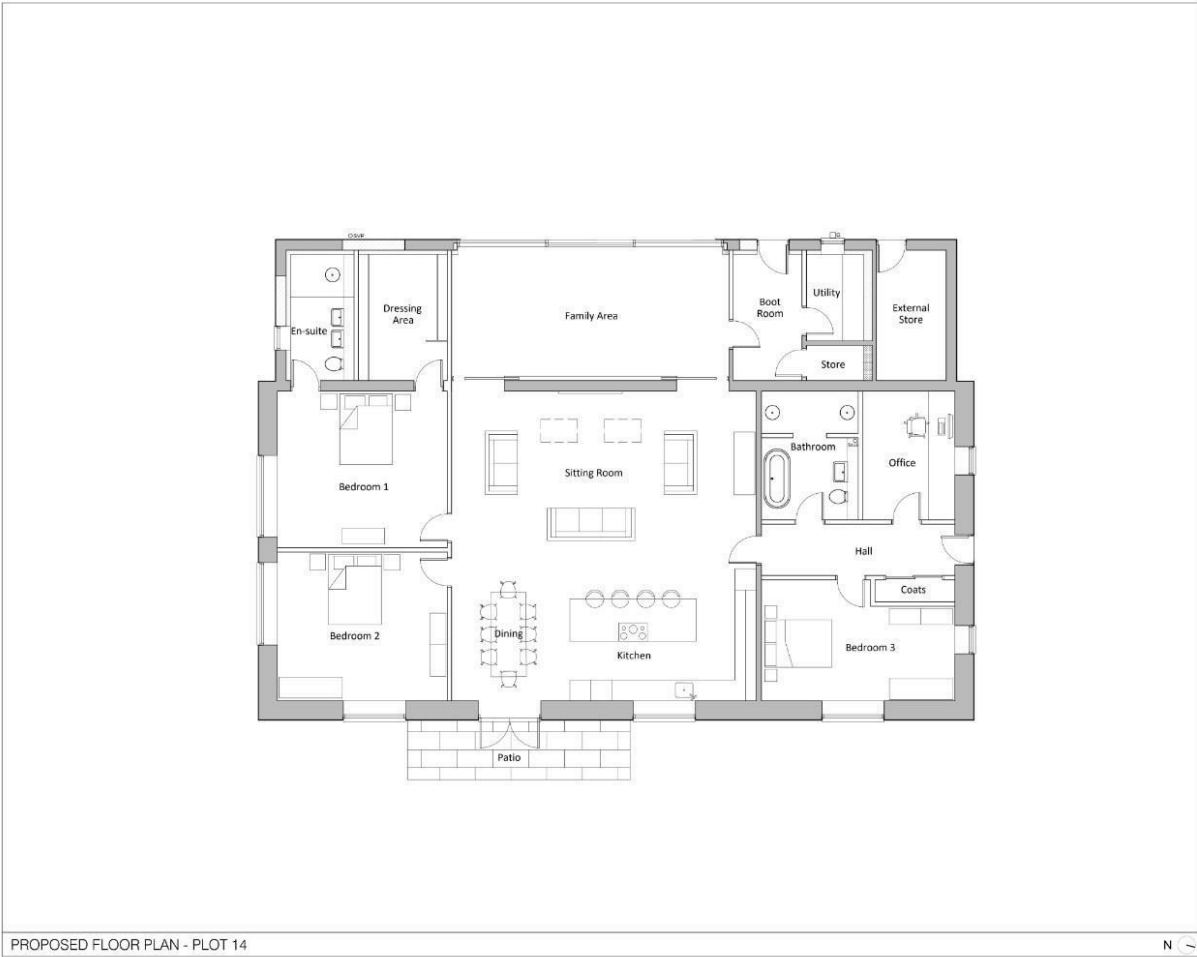 En-suite
Dressing
Area
Family Area
Boot
Room
Utility
Store
External
Store
Bedroom 1
Sitting Room
Bathroom
Office
Hall
Coats
Bedroom 2
Dining
Kitchen
Bedroom 3
Patio
PROPOSED FLOOR PLAN - PLOT 14
N